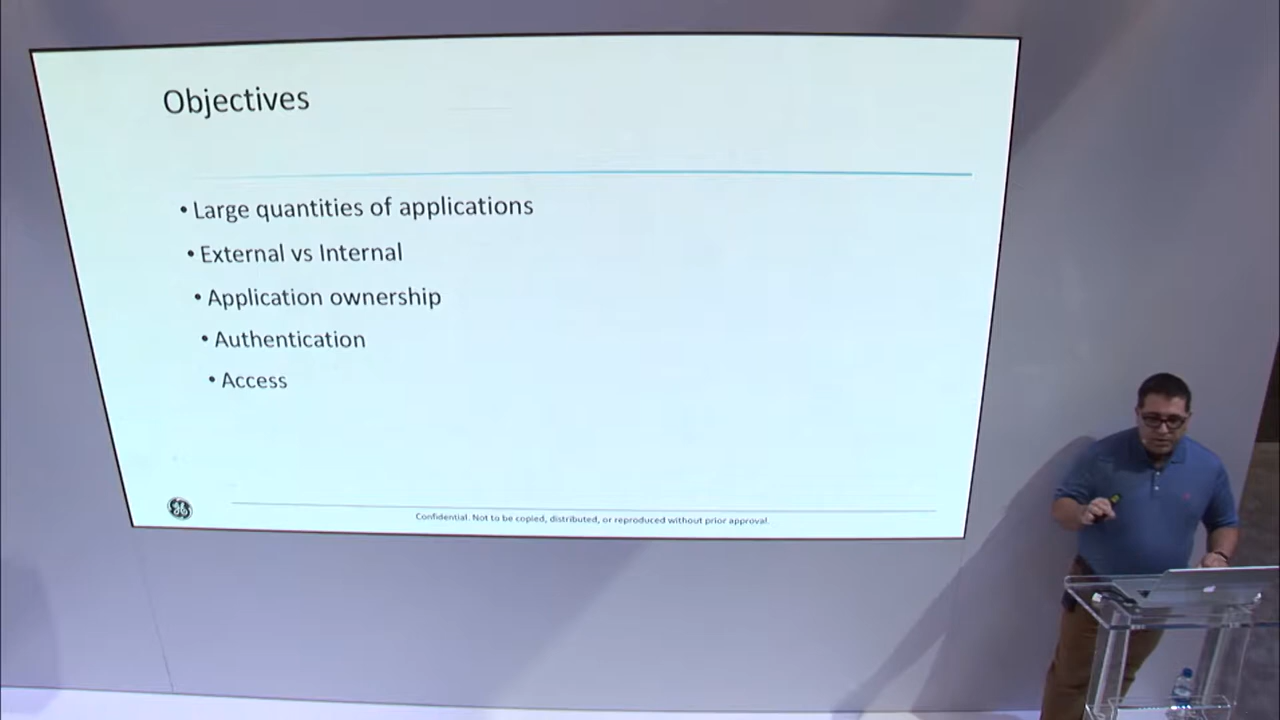 Objectives
• Large quantities of applications
• External vs Internal
• Application ownership
• Authentication
• Access
GE
Confidential. Not to be copied, distributed, or reproduced without prior approval.